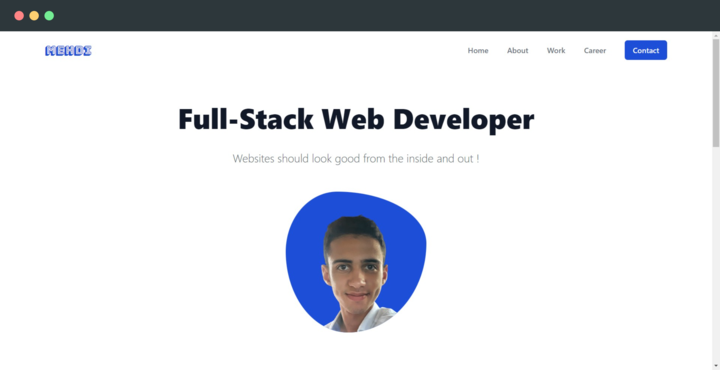 MEHDI
Home About Work Career Contact
Full-Stack Web Developer
Websites should look good from the inside and out !